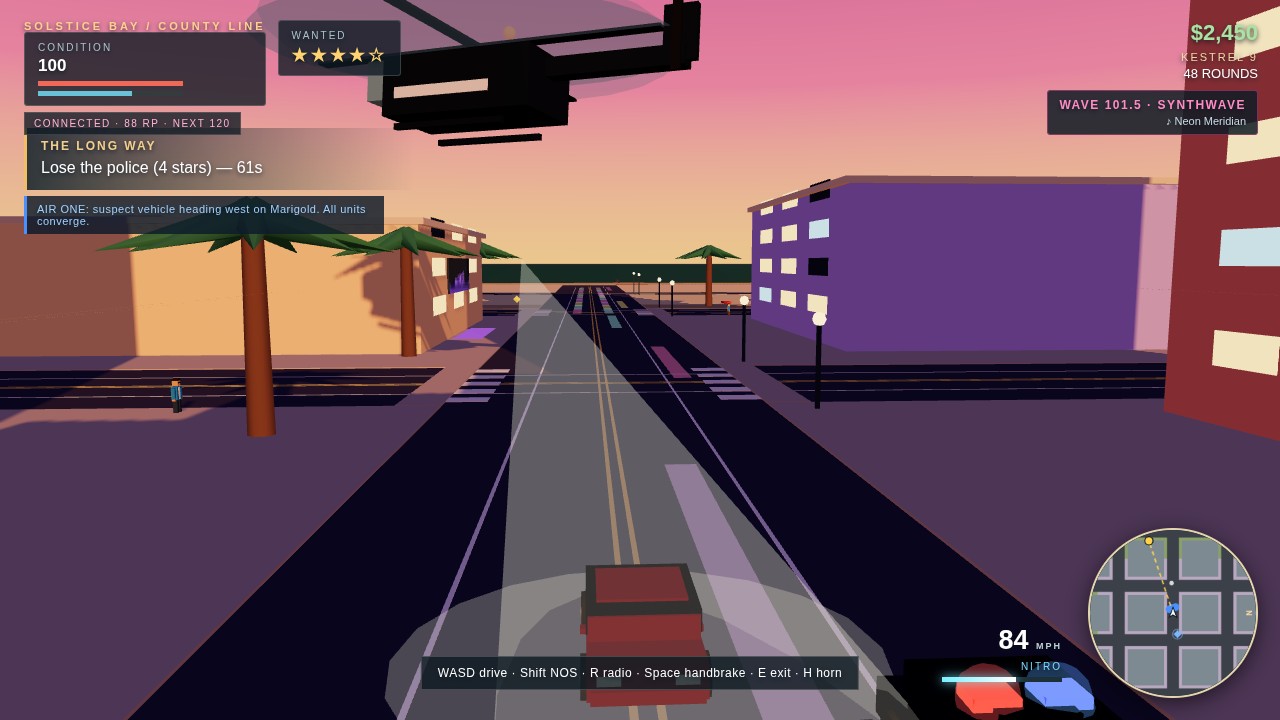 SOLSTICE BAY / COUNTY LINE
CONDITION
100
WANTED
★★★★☆
CONNECTED · 88 RP · NEXT 120
THE LONG WAY
Lose the police (4 stars) — 61s
AIR ONE: suspect vehicle heading west on Marigold. All units
converge.
$2,450
KESTREL 9
48 ROUNDS
WAVE 101.5 · SYNTHWAVE
♪ Neon Meridian
N
84 MPH
NITRO
WASD drive · Shift NOS · R radio · Space handbrake · E exit · H horn